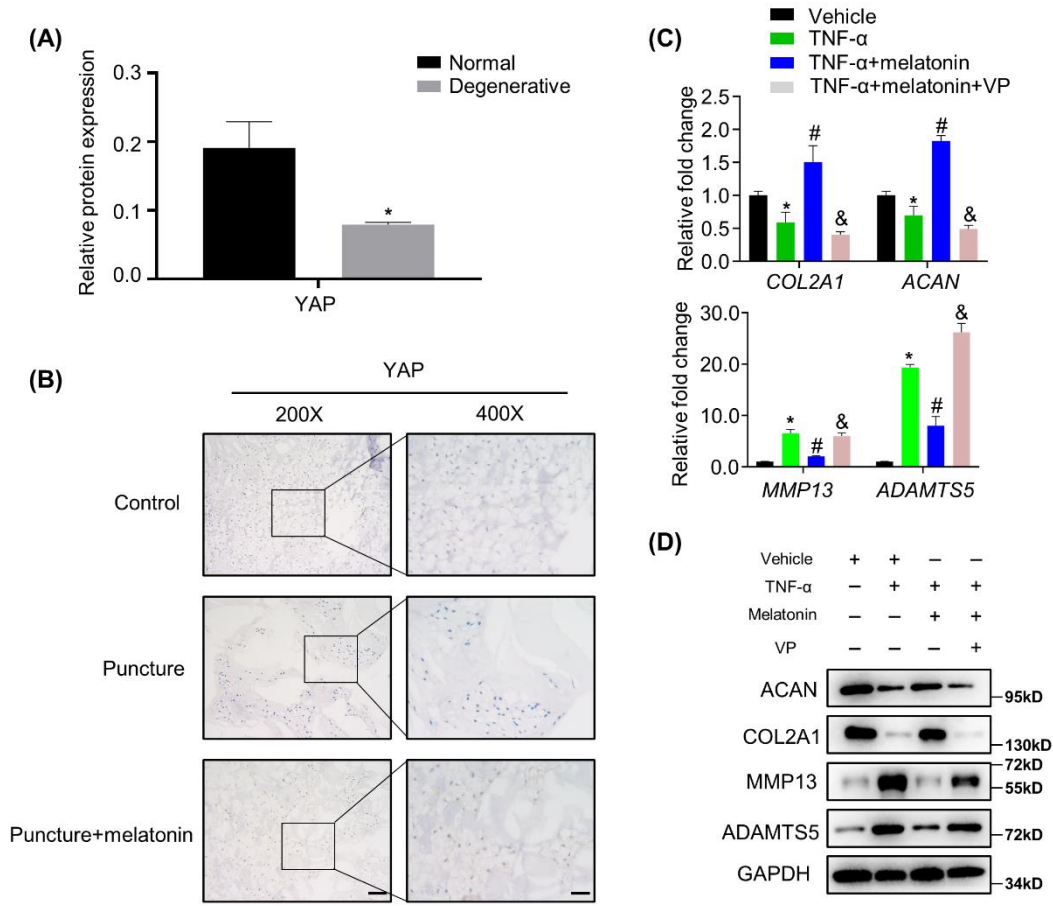 (A)
Relative protein expression
0.3
0.2
0.1
0.0
Normal
Degenerative
*
YAP
(B)
YAP
200X 400X
Control
Puncture
Puncture+melatonin
(C)
Vehicle
TNF-α
TNF-α+melatonin
TNF-α+melatonin+VP
Relative fold change
2.5
2.0
1.5
1.0
0.5
0.0
* # & * # &
COL2A1 ACAN
Relative fold change
30.0
20.0
10.0
0.0
* # & * # &
MMP13 ADAMTS5
(D)
Vehicle + + − −
TNF-α − + + +
Melatonin − − + +
VP − − − +
ACAN 95kD
COL2A1 130kD
72kD
MMP13 55kD
ADAMTS5 72kD
GAPDH 34kD